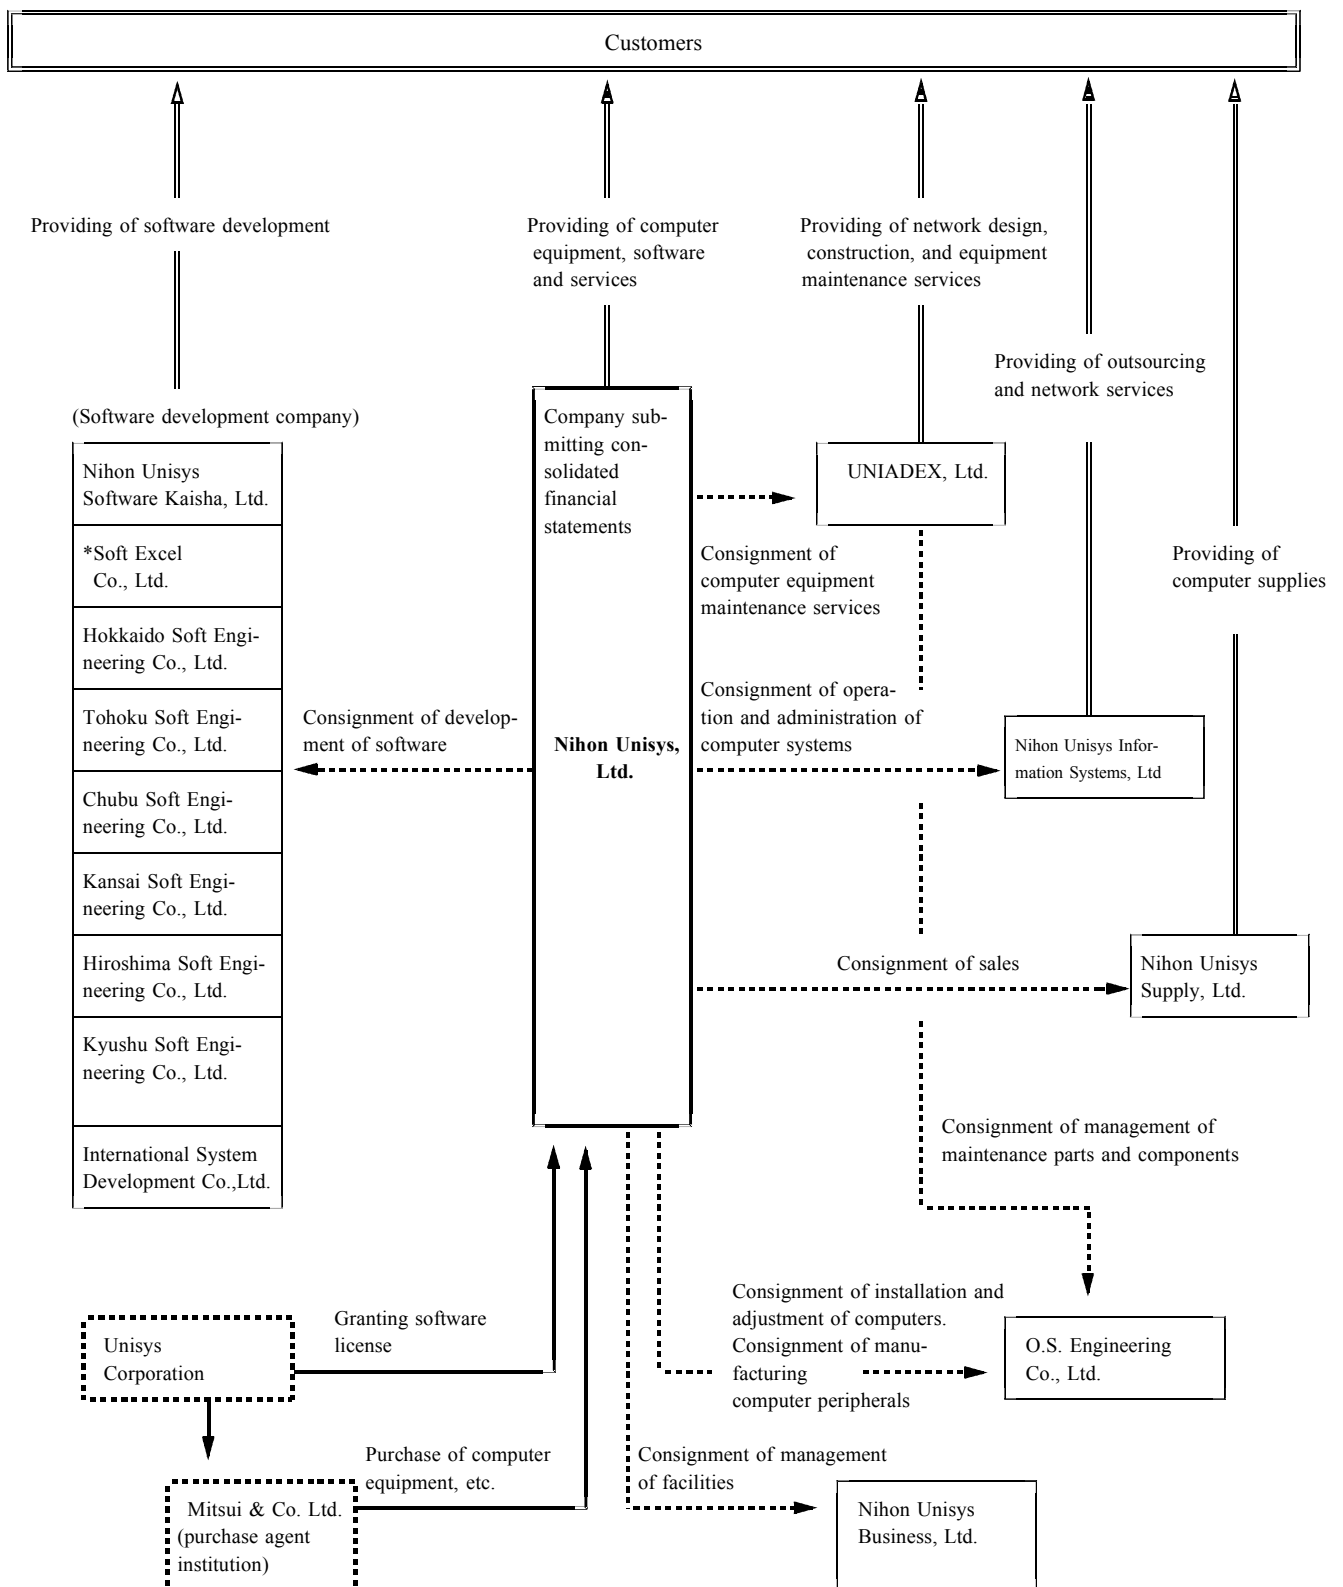 Customers
Providing of software development
Providing of computer
equipment, software
and services
Providing of network design,
construction, and equipment
maintenance services
Providing of outsourcing
and network services
Providing of
computer supplies
(Software development company)
Nihon Unisys
Software Kaisha, Ltd.
*Soft Excel
Co., Ltd.
Hokkaido Soft Engi-
neering Co., Ltd.
Tohoku Soft Engi-
neering Co., Ltd.
Chubu Soft Engi-
neering Co., Ltd.
Kansai Soft Engi-
neering Co., Ltd.
Hiroshima Soft Engi-
neering Co., Ltd.
Kyushu Soft Engi-
neering Co., Ltd.
International System
Development Co.,Ltd.
Consignment of develop-
ment of software
Company sub-
mitting con-
solidated
financial
statements
Nihon Unisys,
Ltd.
UNIADEX, Ltd.
Consignment of
computer equipment
maintenance services
Consignment of opera-
tion and administration of
computer systems
Nihon Unisys Infor-
mation Systems, Ltd
Consignment of sales
Nihon Unisys
Supply, Ltd.
Consignment of management of
maintenance parts and components
Consignment of installation and
adjustment of computers.
Consignment of manu-
facturing
computer peripherals
O.S. Engineering
Co., Ltd.
Unisys
Corporation
Granting software
license
Mitsui & Co. Ltd.
(purchase agent
institution)
Purchase of computer
equipment, etc.
Consignment of management
of facilities
Nihon Unisys
Business, Ltd.